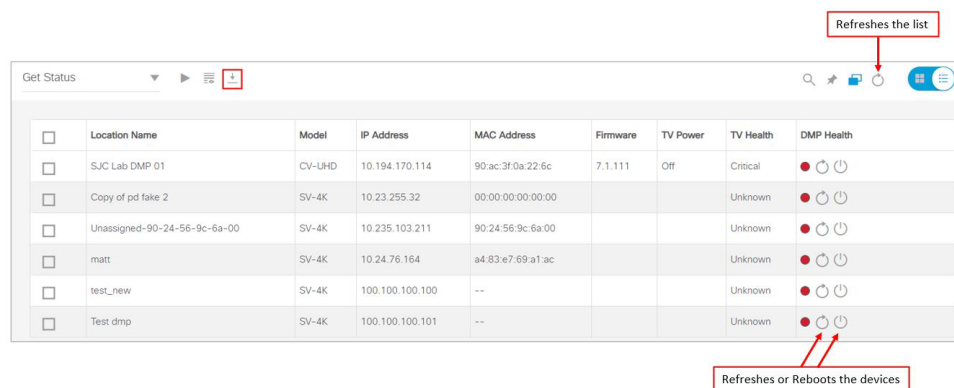 Refreshes the list
Get Status
Location Name Model IP Address MAC Address Firmware TV Power TV Health DMP Health
SJC Lab DMP 01 CV-UHD 10.194.170.114 90:ac:3f:0a:22:6c 7.1.111 Off Critical
Copy of pd fake 2 SV-4K 10.23.255.32 00:00:00:00:00:00 Unknown
Unassigned-90-24-56-9c-6a-00 SV-4K 10.235.103.211 90:24:56:9c:6a:00 Unknown
matt SV-4K 10.24.76.164 a4:83:e7:69:a1:ac Unknown
test_new SV-4K 100.100.100.100 -- Unknown
Test dmp SV-4K 100.100.100.101 -- Unknown
Refreshes or Reboots the devices